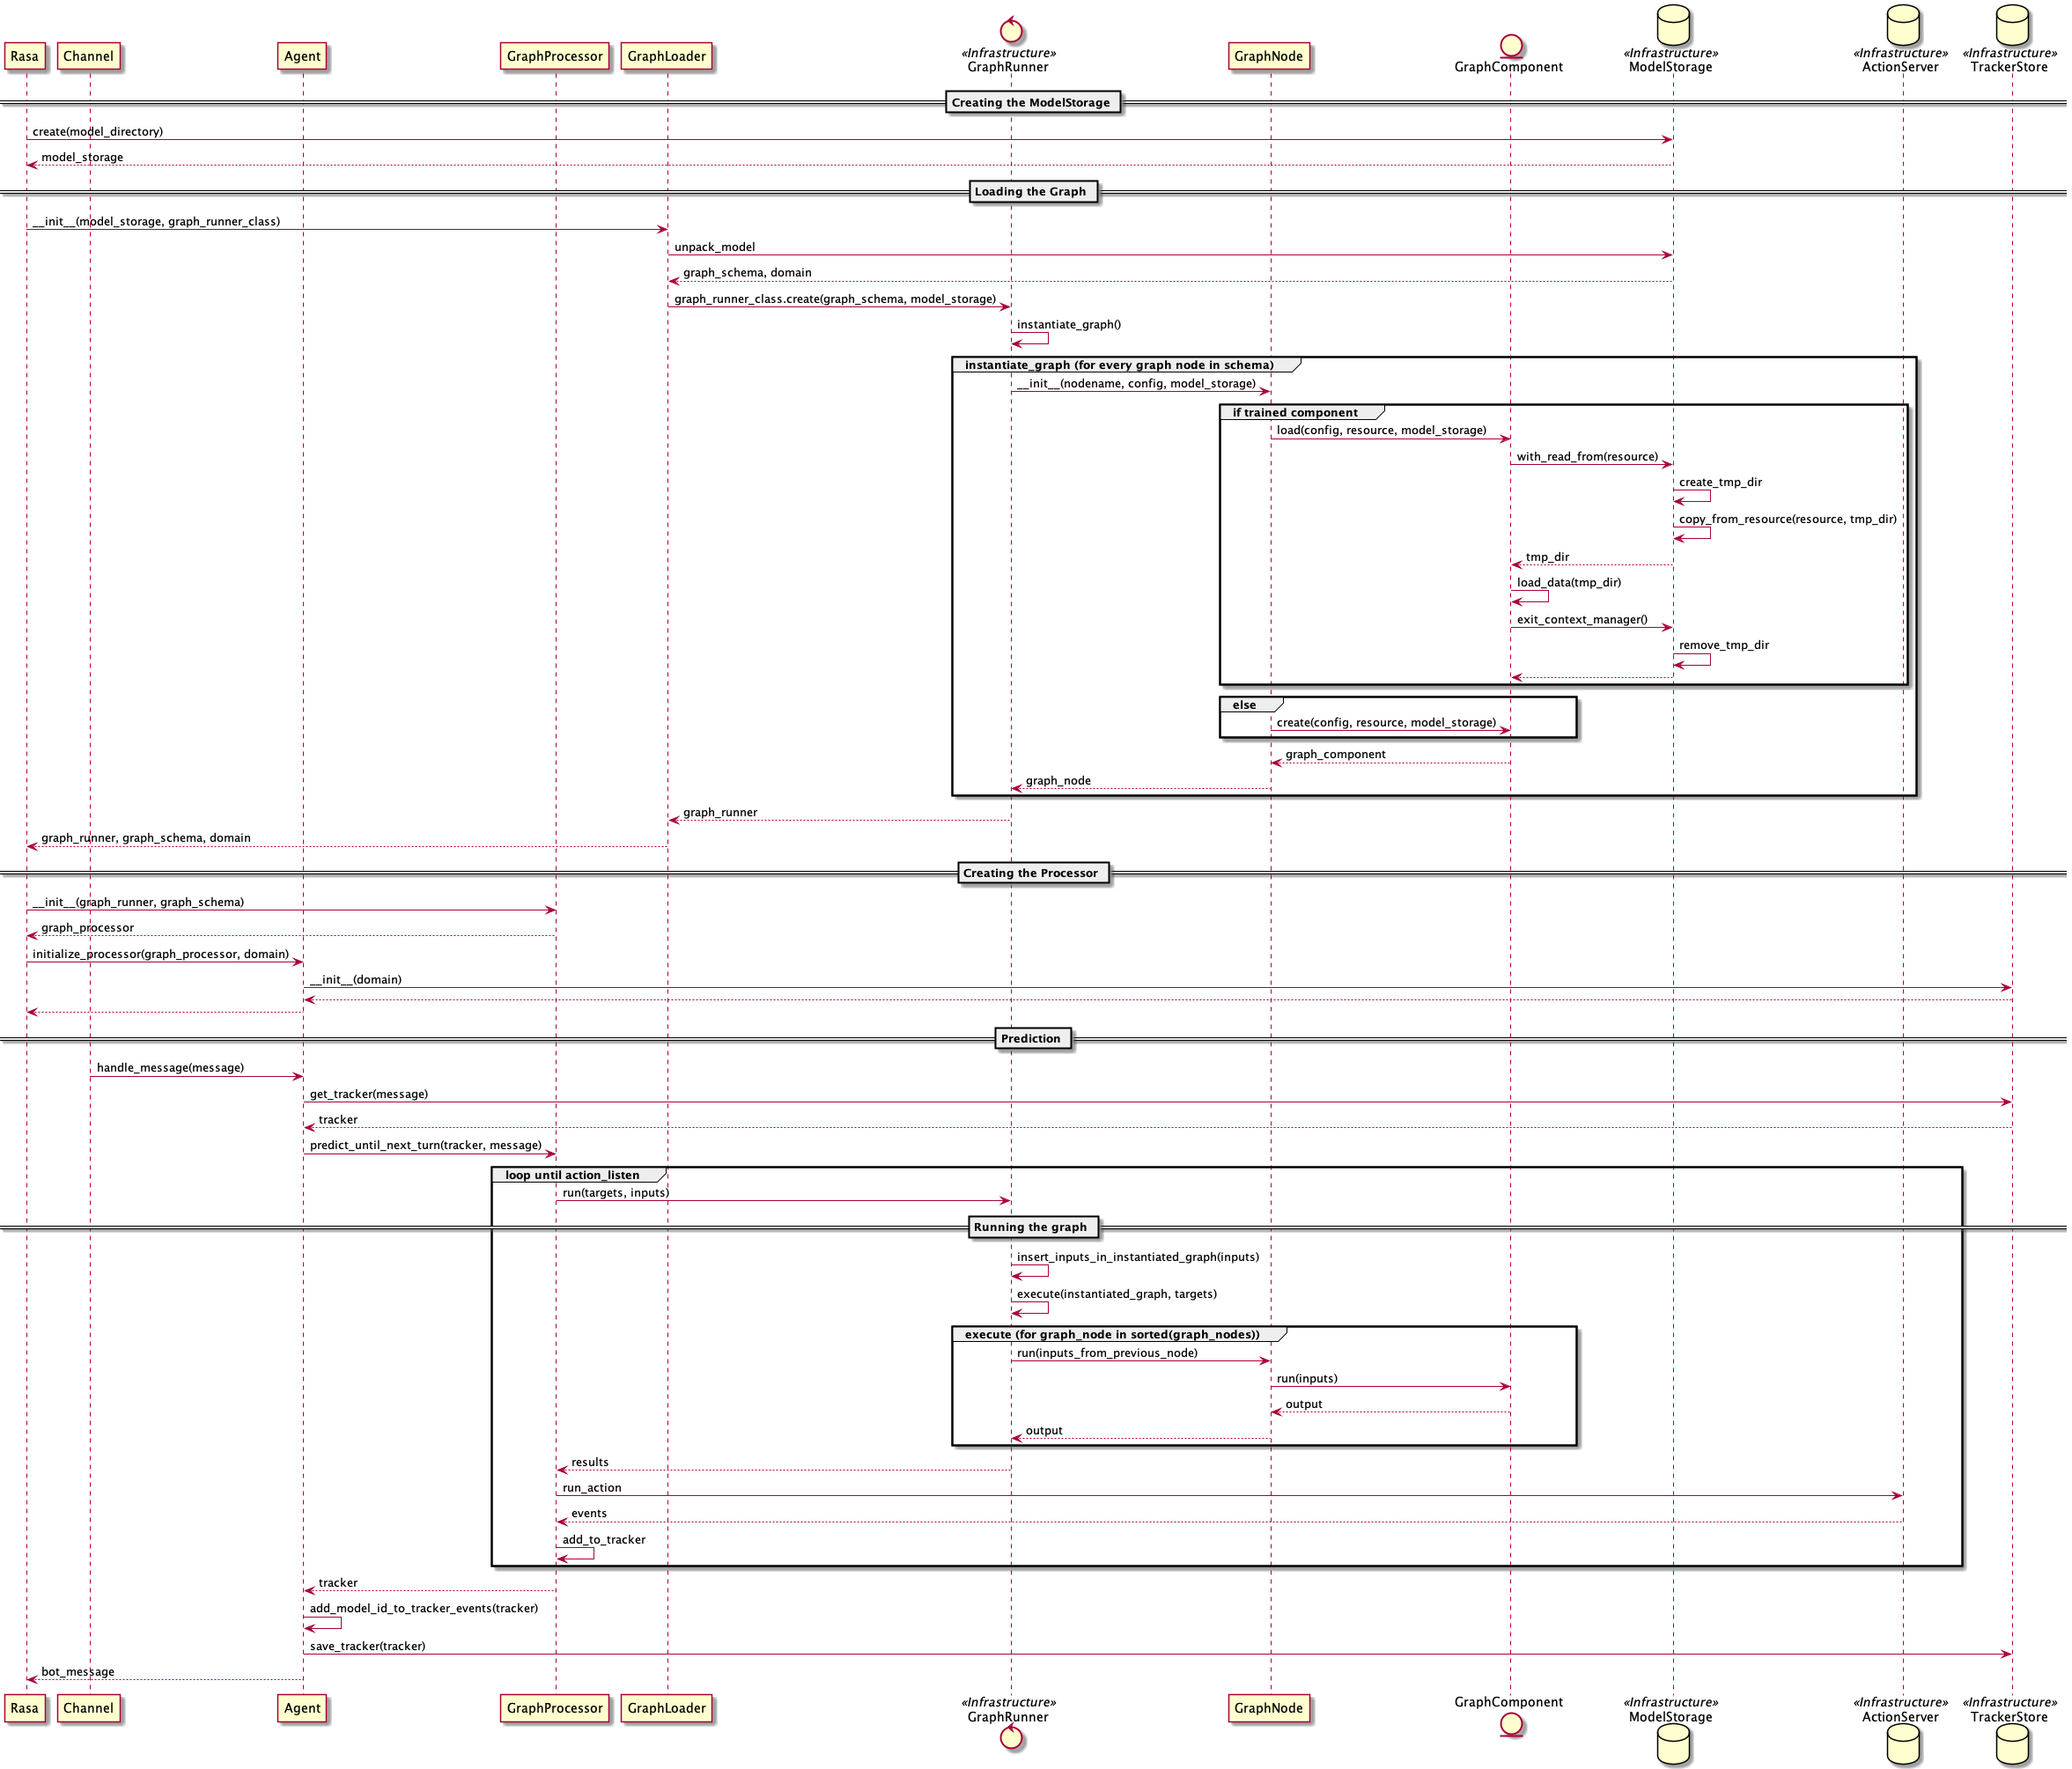 Rasa
Channel
Agent
GraphProcessor
GraphLoader
«Infrastructure»
GraphRunner
GraphNode
GraphComponent
«Infrastructure»
ModelStorage
«Infrastructure»
ActionServer
«Infrastructure»
TrackerStore
Creating the ModelStorage
create(model_directory)
model_storage
Loading the Graph
__init__(model_storage, graph_runner_class)
unpack_model
graph_schema, domain
graph_runner_class.create(graph_schema, model_storage)
instantiate_graph()
instantiate_graph (for every graph node in schema)
__init__(nodename, config, model_storage)
if trained component
load(config, resource, model_storage)
with_read_from(resource)
create_tmp_dir
copy_from_resource(resource, tmp_dir)
tmp_dir
load_data(tmp_dir)
exit_context_manager()
remove_tmp_dir
else
create(config, resource, model_storage)
graph_component
graph_node
graph_runner
graph_runner, graph_schema, domain
Creating the Processor
__init__(graph_runner, graph_schema)
graph_processor
initialize_processor(graph_processor, domain)
__init__(domain)
Prediction
handle_message(message)
get_tracker(message)
tracker
predict_until_next_turn(tracker, message)
loop until action_listen
run(targets, inputs)
Running the graph
insert_inputs_in_instantiated_graph(inputs)
execute(instantiated_graph, targets)
execute (for graph_node in sorted(graph_nodes))
run(inputs_from_previous_node)
run(inputs)
output
output
results
run_action
events
add_to_tracker
tracker
add_model_id_to_tracker_events(tracker)
save_tracker(tracker)
bot_message
Rasa
Channel
Agent
GraphProcessor
GraphLoader
«Infrastructure»
GraphRunner
GraphNode
GraphComponent
«Infrastructure»
ModelStorage
«Infrastructure»
ActionServer
«Infrastructure»
TrackerStore